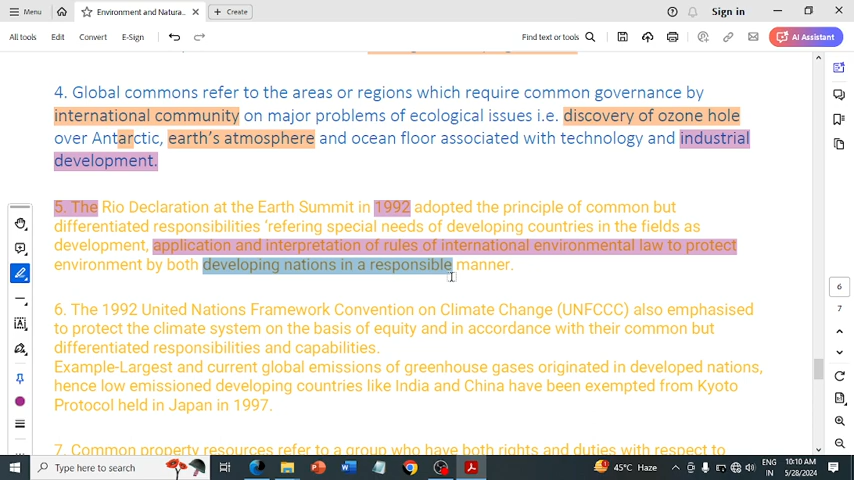 Menu
Environment and Natura...
Create
Sign in
All tools
Edit
Convert
E-Sign
Find text or tools
AI Assistant
4. Global commons refer to the areas or regions which require common governance by
international community on major problems of ecological issues i.e. discovery of ozone hole
over Antarctic, earth's atmosphere and ocean floor associated with technology and industrial
development.
5. The Rio Declaration at the Earth Summit in 1992 adopted the principle of common but
differentiated responsibilities 'refering special needs of developing countries in the fields as
development, application and interpretation of rules of international environmental law to protect
environment by both developing nations in a responsible manner.
6. The 1992 United Nations Framework Convention on Climate Change (UNFCCC) also emphasised
to protect the climate system on the basis of equity and in accordance with their common but
differentiated responsibilities and capabilities.
Example-Largest and current global emissions of greenhouse gases originated in developed nations,
hence low emissioned developing countries like India and China have been exempted from Kyoto
Protocol held in Japan in 1997.
7. Common property resources refer to a group who have both rights and duties with respect to
6
7
Type here to search
45°C Haze
ENG
IN
10:10 AM
5/28/2024